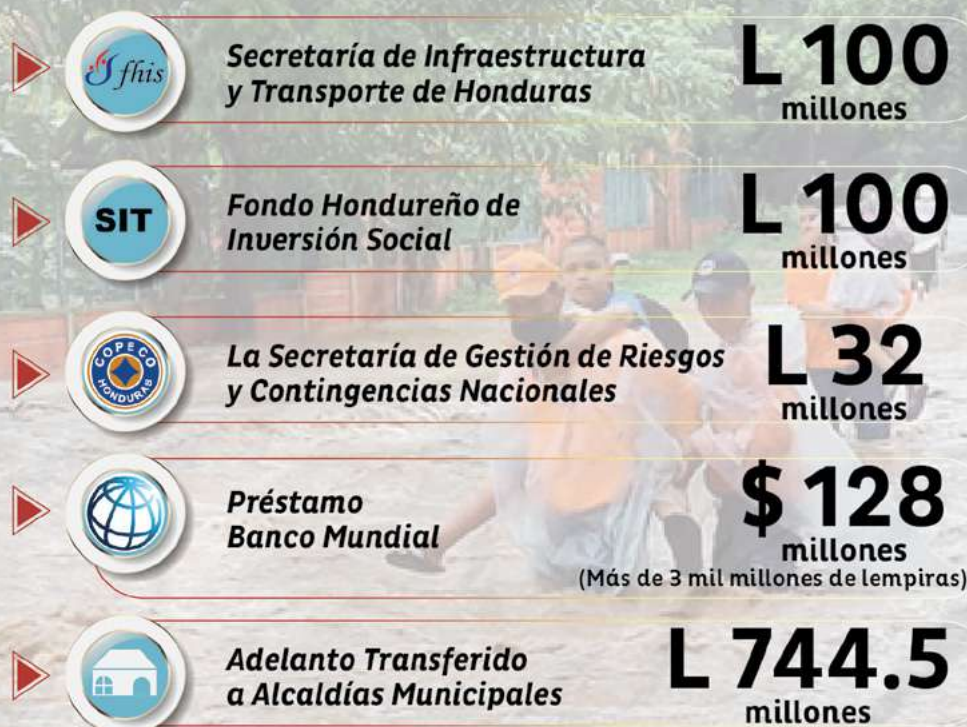 fhis
Secretaría de Infraestructura
y Transporte de Honduras
L 100
millones
SIT
Fondo Hondureño de
Inversión Social
L 100
millones
COPECO
HONDURAS
La Secretaría de Gestión de Riesgos
y Contingencias Nacionales
L 32
millones
Préstamo
Banco Mundial
$ 128
millones
(Más de 3 mil millones de lempiras)
Adelanto Transferido
a Alcaldías Municipales
L 744.5
millones